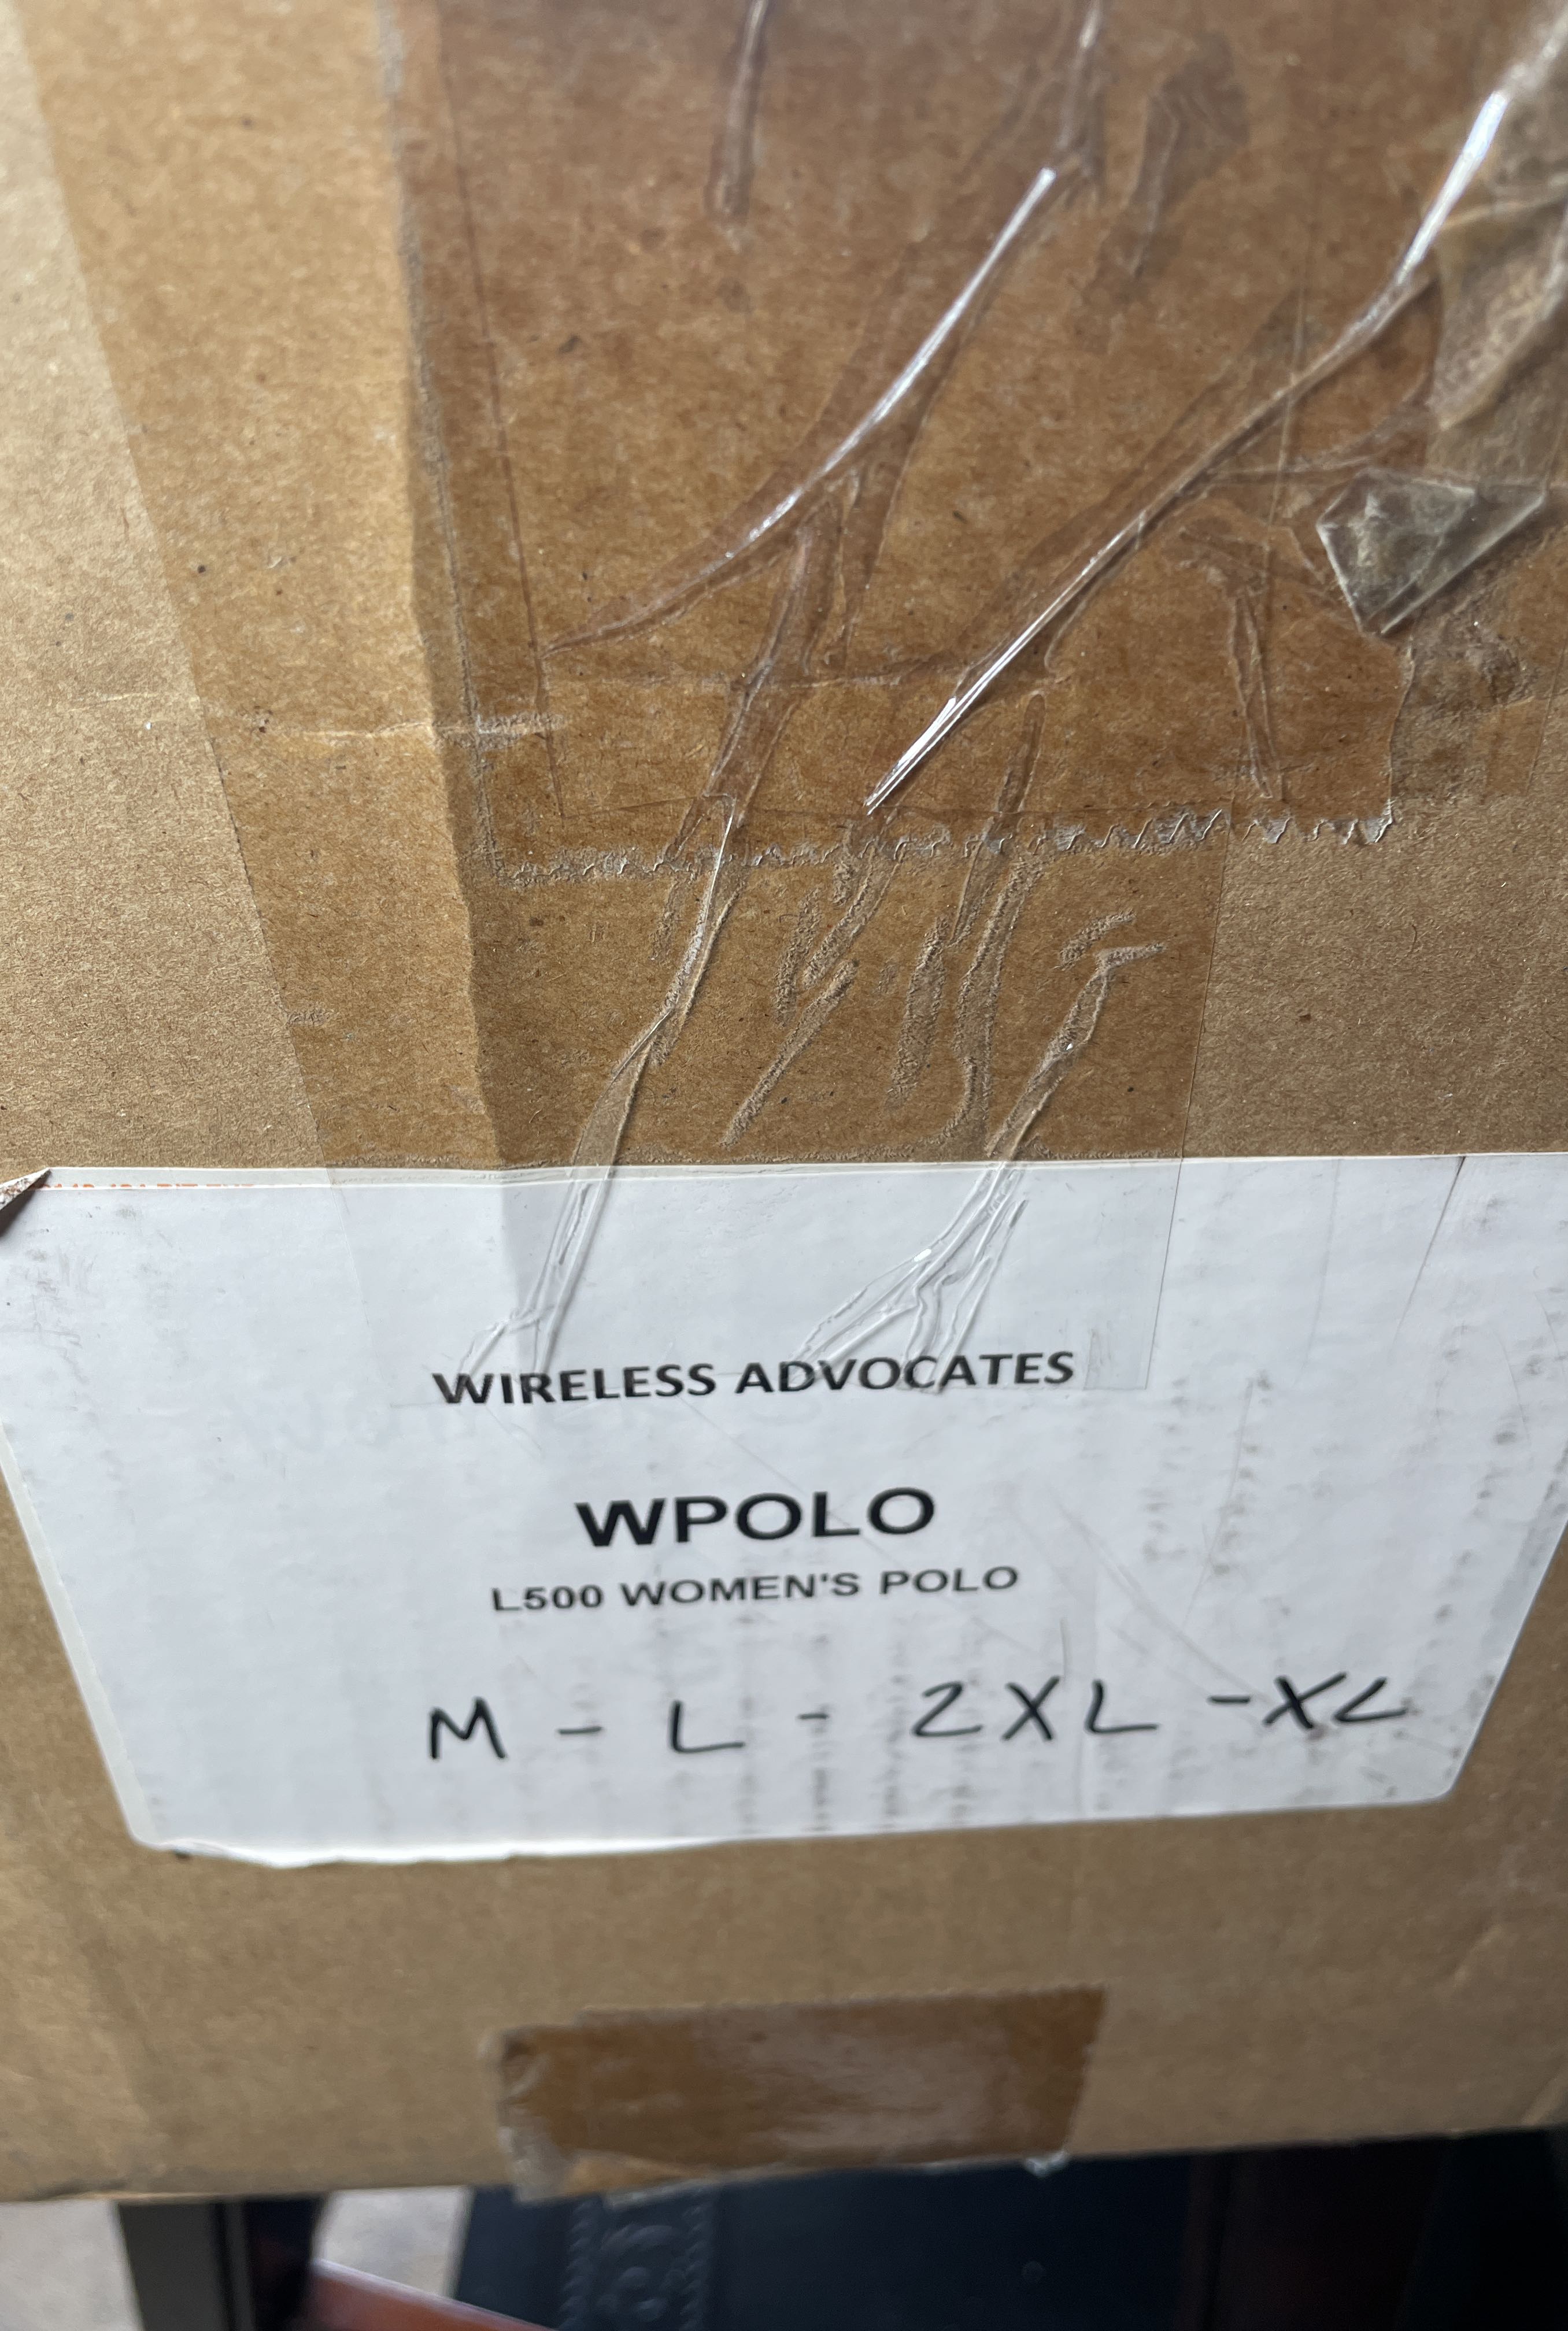 WIRELESS ADVOCATES
WPOLO
L500 WOMEN'S POLO
M - L - 2XL - XL